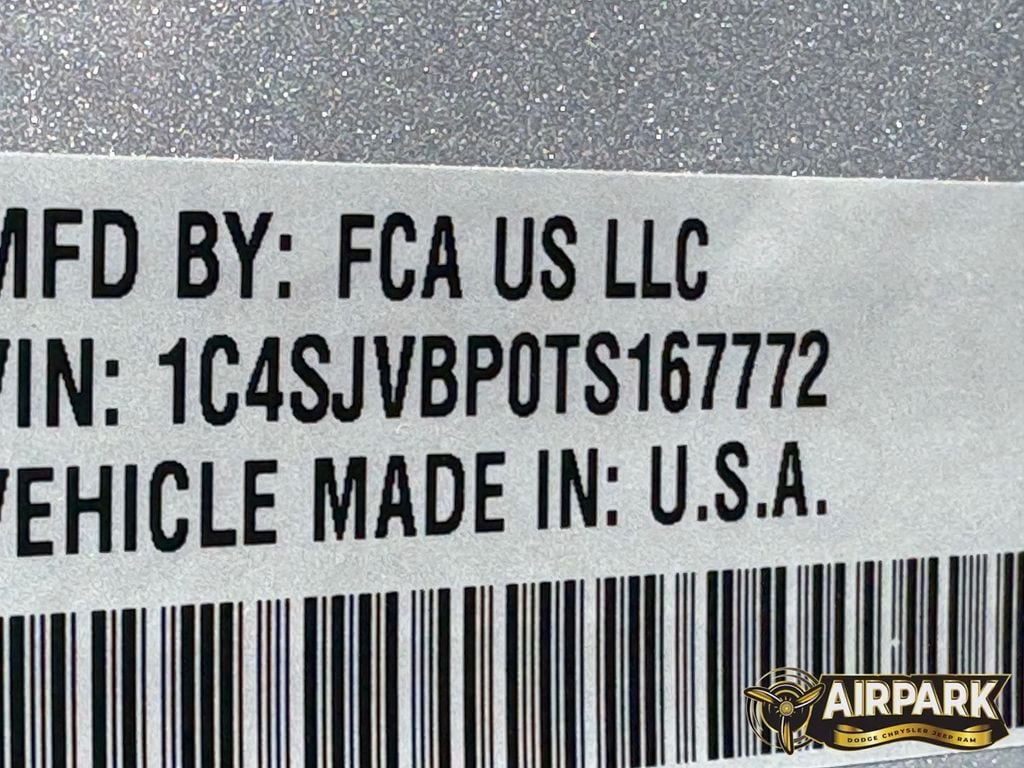 MFD BY: FCA US LLC
VIN: 1C4SJVBP0TS167772
VEHICLE MADE IN: U.S.A.
AIRPARK
DODGE CHRYSLER JEEP RAM